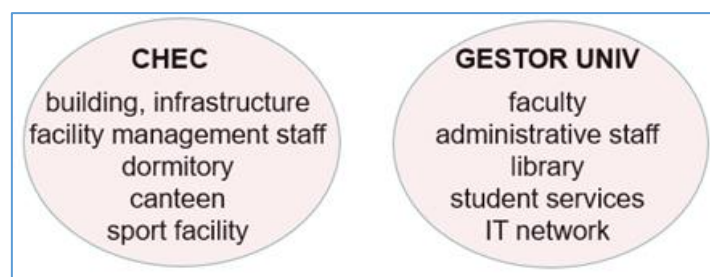 CHEC
building, infrastructure
facility management staff
dormitory
canteen
sport facility
GESTOR UNIV
faculty
administrative staff
library
student services
IT network